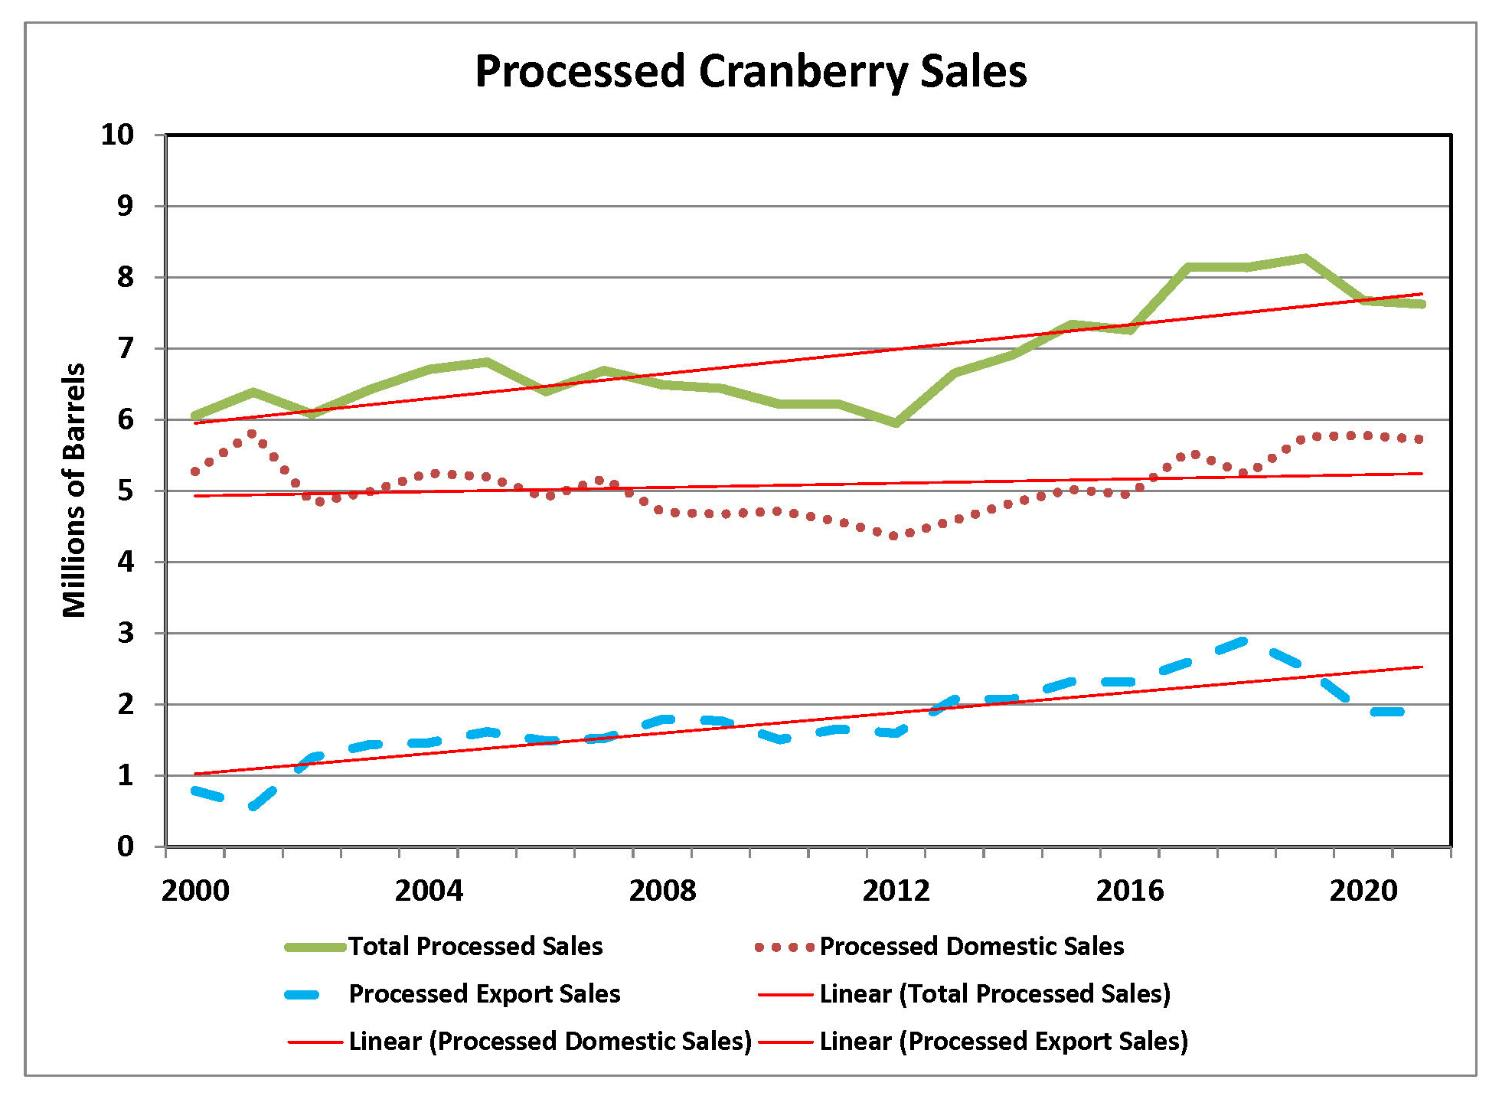 Processed Cranberry Sales
10
9
8
7
6
5
4
3
2
1
0
Millions of Barrels
2000 2004 2008 2012 2016 2020
Total Processed Sales Processed Domestic Sales
Processed Export Sales Linear (Total Processed Sales)
Linear (Processed Domestic Sales) Linear (Processed Export Sales)